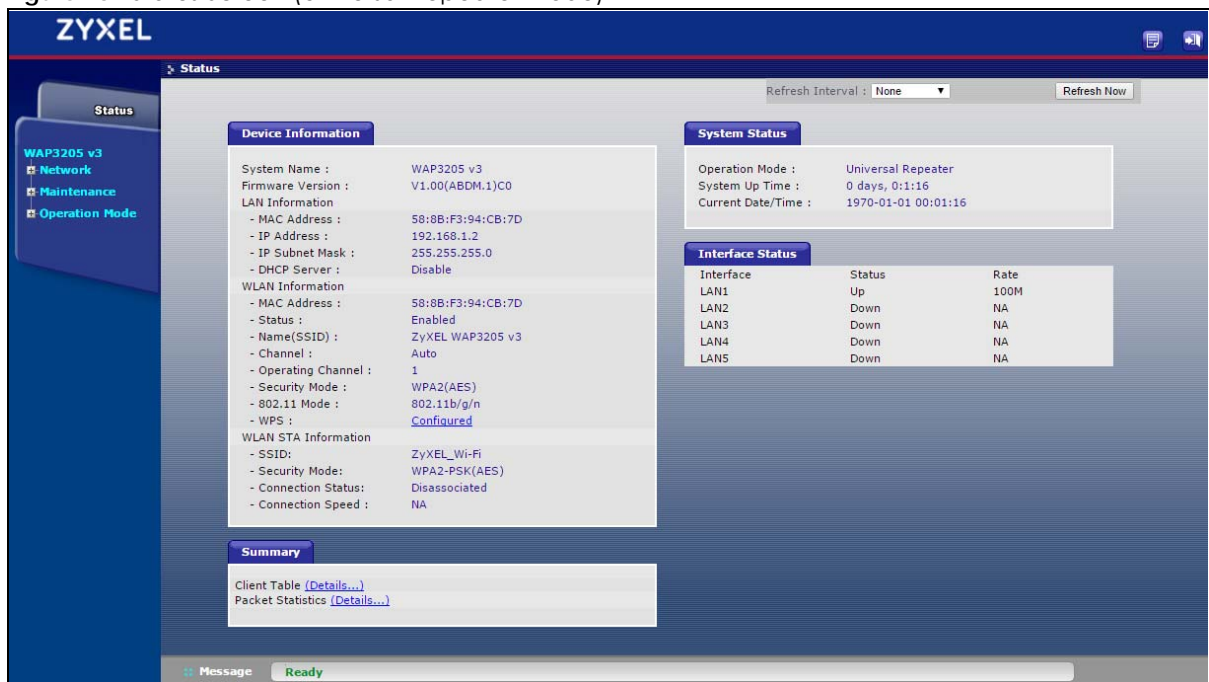 ZYXEL
Status
Refresh Interval : None
Refresh Now
Status
WAP3205 v3
Network
Maintenance
Operation Mode
Device Information
System Name : WAP3205 v3
Firmware Version : V1.00(ABDM.1)C0
LAN Information
- MAC Address : 58:8B:F3:94:CB:7D
- IP Address : 192.168.1.2
- IP Subnet Mask : 255.255.255.0
- DHCP Server : Disable
WLAN Information
- MAC Address : 58:8B:F3:94:CB:7D
- Status : Enabled
- Name(SSID) : ZyXEL WAP3205 v3
- Channel : Auto
- Operating Channel : 1
- Security Mode : WPA2(AES)
- 802.11 Mode : 802.11b/g/n
- WPS : Configured
WLAN STA Information
- SSID: ZyXEL_Wi-Fi
- Security Mode: WPA2-PSK(AES)
- Connection Status: Disassociated
- Connection Speed : NA
Summary
Client Table (Details...)
Packet Statistics (Details...)
System Status
Operation Mode : Universal Repeater
System Up Time : 0 days, 0:1:16
Current Date/Time : 1970-01-01 00:01:16
Interface Status
Interface Status Rate
LAN1 Up 100M
LAN2 Down NA
LAN3 Down NA
LAN4 Down NA
LAN5 Down NA
Message Ready